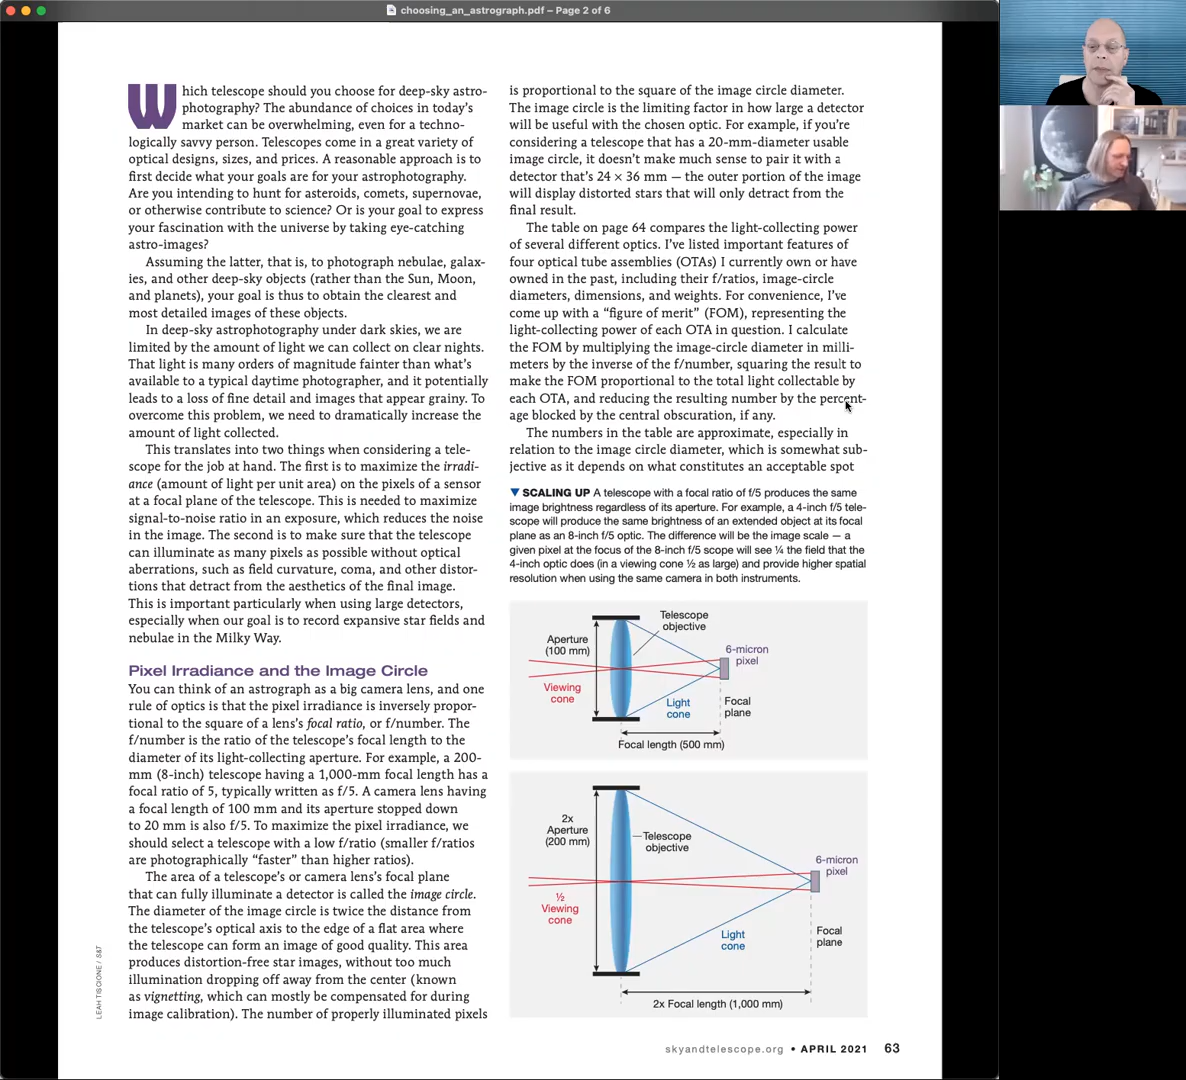 choosing_an_astrograph.pdf – Page 2 of 6
Which telescope should you choose for deep-sky astro-
photography? The abundance of choices in today's
market can be overwhelming, even for a techno-
logically savvy person. Telescopes come in a great variety of
optical designs, sizes, and prices. A reasonable approach is to
first decide what your goals are for your astrophotography.
Are you intending to hunt for asteroids, comets, supernovae,
or otherwise contribute to science? Or is your goal to express
your fascination with the universe by taking eye-catching
astro-images?
Assuming the latter, that is, to photograph nebulae, galax-
ies, and other deep-sky objects (rather than the Sun, Moon,
and planets), your goal is thus to obtain the clearest and
most detailed images of these objects.
In deep-sky astrophotography under dark skies, we are
limited by the amount of light we can collect on clear nights.
That light is many orders of magnitude fainter than what's
available to a typical daytime photographer, and it potentially
leads to a loss of fine detail and images that appear grainy. To
overcome this problem, we need to dramatically increase the
amount of light collected.
This translates into two things when considering a tele-
scope for the job at hand. The first is to maximize the irradi-
ance (amount of light per unit area) on the pixels of a sensor
at a focal plane of the telescope. This is needed to maximize
signal-to-noise ratio in an exposure, which reduces the noise
in the image. The second is to make sure that the telescope
can illuminate as many pixels as possible without optical
aberrations, such as field curvature, coma, and other distor-
tions that detract from the aesthetics of the final image.
This is important particularly when using large detectors,
especially when our goal is to record expansive star fields and
nebulae in the Milky Way.
Pixel Irradiance and the Image Circle
You can think of an astrograph as a big camera lens, and one
rule of optics is that the pixel irradiance is inversely propor-
tional to the square of a lens's focal ratio, or f/number. The
f/number is the ratio of the telescope's focal length to the
diameter of its light-collecting aperture. For example, a 200-
mm (8-inch) telescope having a 1,000-mm focal length has a
focal ratio of 5, typically written as f/5. A camera lens having
a focal length of 100 mm and its aperture stopped down
to 20 mm is also f/5. To maximize the pixel irradiance, we
should select a telescope with a low f/ratio (smaller f/ratios
are photographically "faster" than higher ratios).
The area of a telescope's or camera lens's focal plane
that can fully illuminate a detector is called the image circle.
The diameter of the image circle is twice the distance from
the telescope's optical axis to the edge of a flat area where
the telescope can form an image of good quality. This area
produces distortion-free star images, without too much
illumination dropping off away from the center (known
as vignetting, which can mostly be compensated for during
image calibration). The number of properly illuminated pixels
is proportional to the square of the image circle diameter.
The image circle is the limiting factor in how large a detector
will be useful with the chosen optic. For example, if you're
considering a telescope that has a 20-mm-diameter usable
image circle, it doesn't make much sense to pair it with a
detector that's 24 × 36 mm — the outer portion of the image
will display distorted stars that will only detract from the
final result.
The table on page 64 compares the light-collecting power
of several different optics. I've listed important features of
four optical tube assemblies (OTAs) I currently own or have
owned in the past, including their f/ratios, image-circle
diameters, dimensions, and weights. For convenience, I've
come up with a "figure of merit" (FOM), representing the
light-collecting power of each OTA in question. I calculate
the FOM by multiplying the image-circle diameter in milli-
meters by the inverse of the f/number, squaring the result to
make the FOM proportional to the total light collectable by
each OTA, and reducing the resulting number by the percent-
age blocked by the central obscuration, if any.
The numbers in the table are approximate, especially in
relation to the image circle diameter, which is somewhat sub-
jective as it depends on what constitutes an acceptable spot
▼ SCALING UP A telescope with a focal ratio of f/5 produces the same
image brightness regardless of its aperture. For example, a 4-inch f/5 tele-
scope will produce the same brightness of an extended object at its focal
plane as an 8-inch f/5 optic. The difference will be the image scale — a
given pixel at the focus of the 8-inch f/5 scope will see ¼ the field that the
4-inch optic does (in a viewing cone ½ as large) and provide higher spatial
resolution when using the same camera in both instruments.
Telescope
objective
Aperture
(100 mm)
6-micron
pixel
Viewing
cone
Light
cone
Focal
plane
Focal length (500 mm)
2x
Aperture
(200 mm)
Telescope
objective
6-micron
pixel
½
Viewing
cone
Light
cone
Focal
plane
2x Focal length (1,000 mm)
LEAH TISCIONE / S&T
skyandtelescope.org • APRIL 2021 63